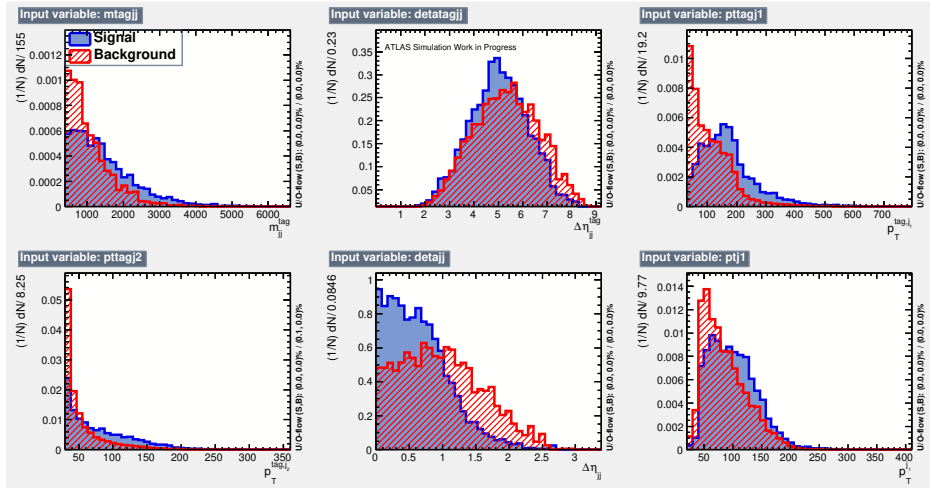 Input variable: mtagjj
(1/N) dN/ 155
Signal
Background
0.0014
0.0012
0.001
0.0008
0.0006
0.0004
0.0002
0
1000 2000 3000 4000 5000 6000
m_jj^tag
U/O-flow (S,B): (0.0, 0.0)% / (0.0, 0.0)%
Input variable: detatagjj
(1/N) dN/ 0.23
ATLAS Simulation Work in Progress
0.35
0.3
0.25
0.2
0.15
0.1
0.05
1 2 3 4 5 6 7 8 9
Δη_jj^tag
U/O-flow (S,B): (0.0, 0.0)% / (0.0, 0.0)%
Input variable: pttagj1
(1/N) dN/ 19.2
0.01
0.008
0.006
0.004
0.002
0
100 200 300 400 500 600 700
p_T^tag,j₁
U/O-flow (S,B): (0.0, 0.0)% / (0.0, 0.0)%
Input variable: pttagj2
(1/N) dN/ 8.25
0.05
0.04
0.03
0.02
0.01
0
50 100 150 200 250 300 350
p_T^tag,j₂
U/O-flow (S,B): (0.0, 0.0)% / (0.1, 0.0)%
Input variable: detajj
(1/N) dN/ 0.0846
1
0.8
0.6
0.4
0.2
0
0 0.5 1 1.5 2 2.5 3
Δη_jj
U/O-flow (S,B): (0.0, 0.0)% / (0.0, 0.0)%
Input variable: ptj1
(1/N) dN/ 9.77
0.014
0.012
0.01
0.008
0.006
0.004
0.002
0
50 100 150 200 250 300 350 400
p_T^j₁
U/O-flow (S,B): (0.0, 0.0)% / (0.0, 0.0)%